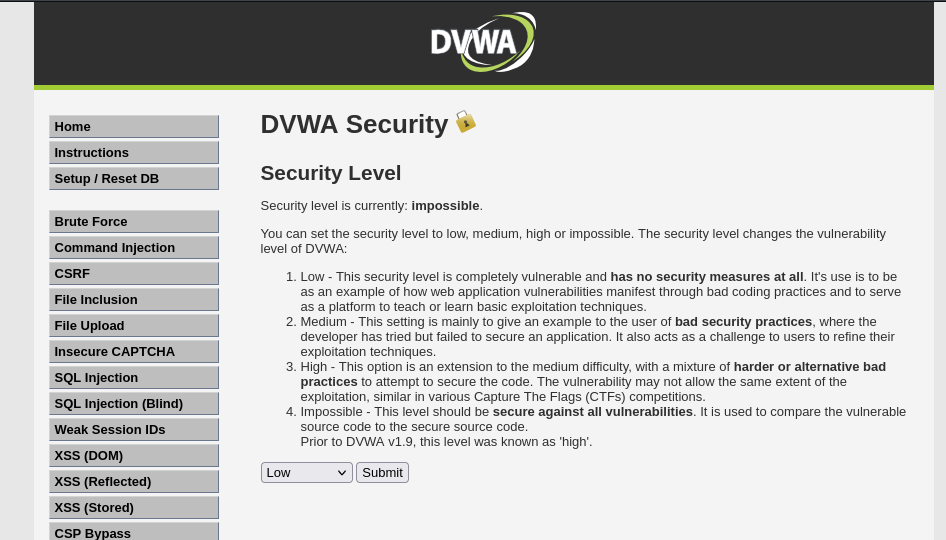 DVWA
Home
Instructions
Setup / Reset DB
Brute Force
Command Injection
CSRF
File Inclusion
File Upload
Insecure CAPTCHA
SQL Injection
SQL Injection (Blind)
Weak Session IDs
XSS (DOM)
XSS (Reflected)
XSS (Stored)
CSP Bypass
DVWA Security
Security Level
Security level is currently: impossible.
You can set the security level to low, medium, high or impossible. The security level changes the vulnerability
level of DVWA:
1. Low - This security level is completely vulnerable and has no security measures at all. It's use is to be
as an example of how web application vulnerabilities manifest through bad coding practices and to serve
as a platform to teach or learn basic exploitation techniques.
2. Medium - This setting is mainly to give an example to the user of bad security practices, where the
developer has tried but failed to secure an application. It also acts as a challenge to users to refine their
exploitation techniques.
3. High - This option is an extension to the medium difficulty, with a mixture of harder or alternative bad
practices to attempt to secure the code. The vulnerability may not allow the same extent of the
exploitation, similar in various Capture The Flags (CTFs) competitions.
4. Impossible - This level should be secure against all vulnerabilities. It is used to compare the vulnerable
source code to the secure source code.
Prior to DVWA v1.9, this level was known as 'high'.
Low Submit